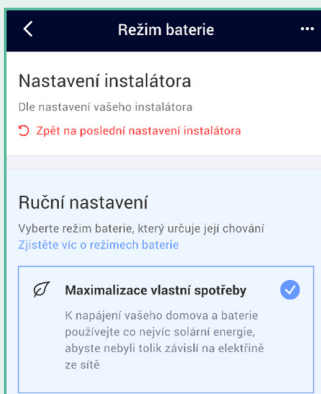 Režim baterie
Nastavení instalátora
Dle nastavení vašeho instalátora
Zpět na poslední nastavení instalátora
Ruční nastavení
Vyberte režim baterie, který určuje její chování
Zjistěte víc o režimech baterie
Maximalizace vlastní spotřeby
K napájení vašeho domova a baterie
používejte co nejvíc solární energie,
abyste nebyli tolik závislí na elektřině
ze sítě